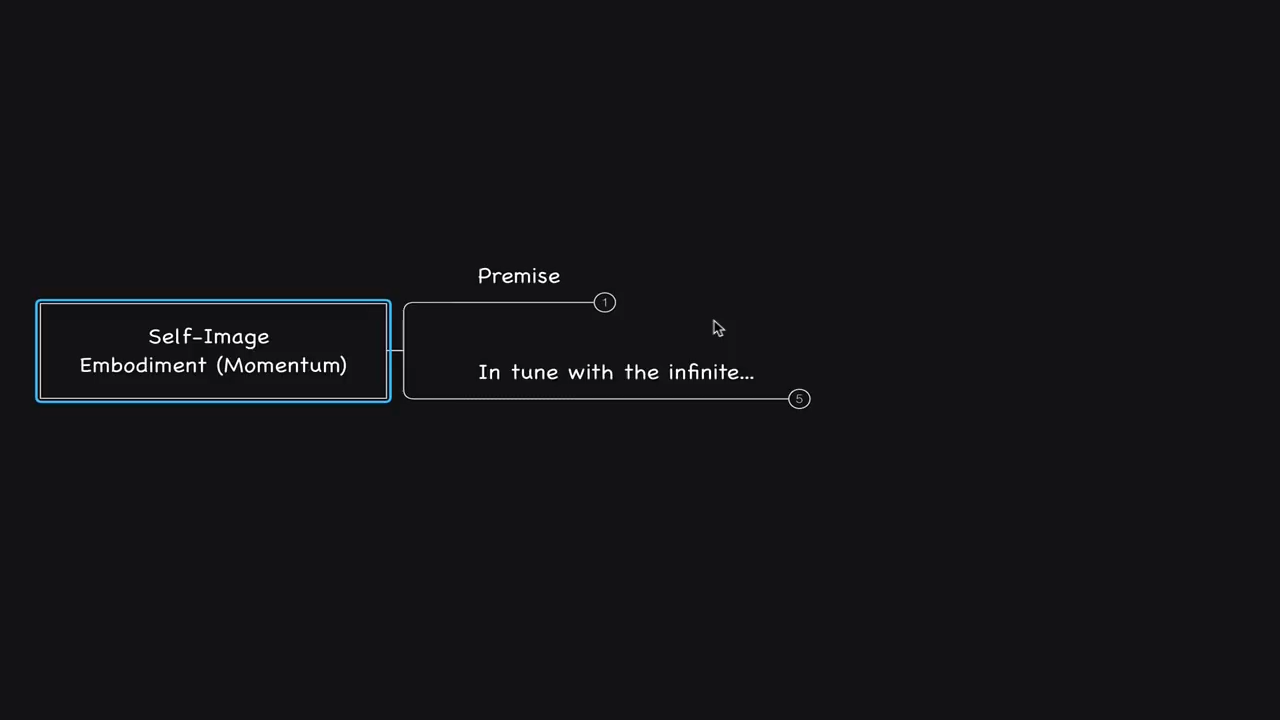 Premise
1
Self-Image
Embodiment (Momentum)
In tune with the infinite...
5